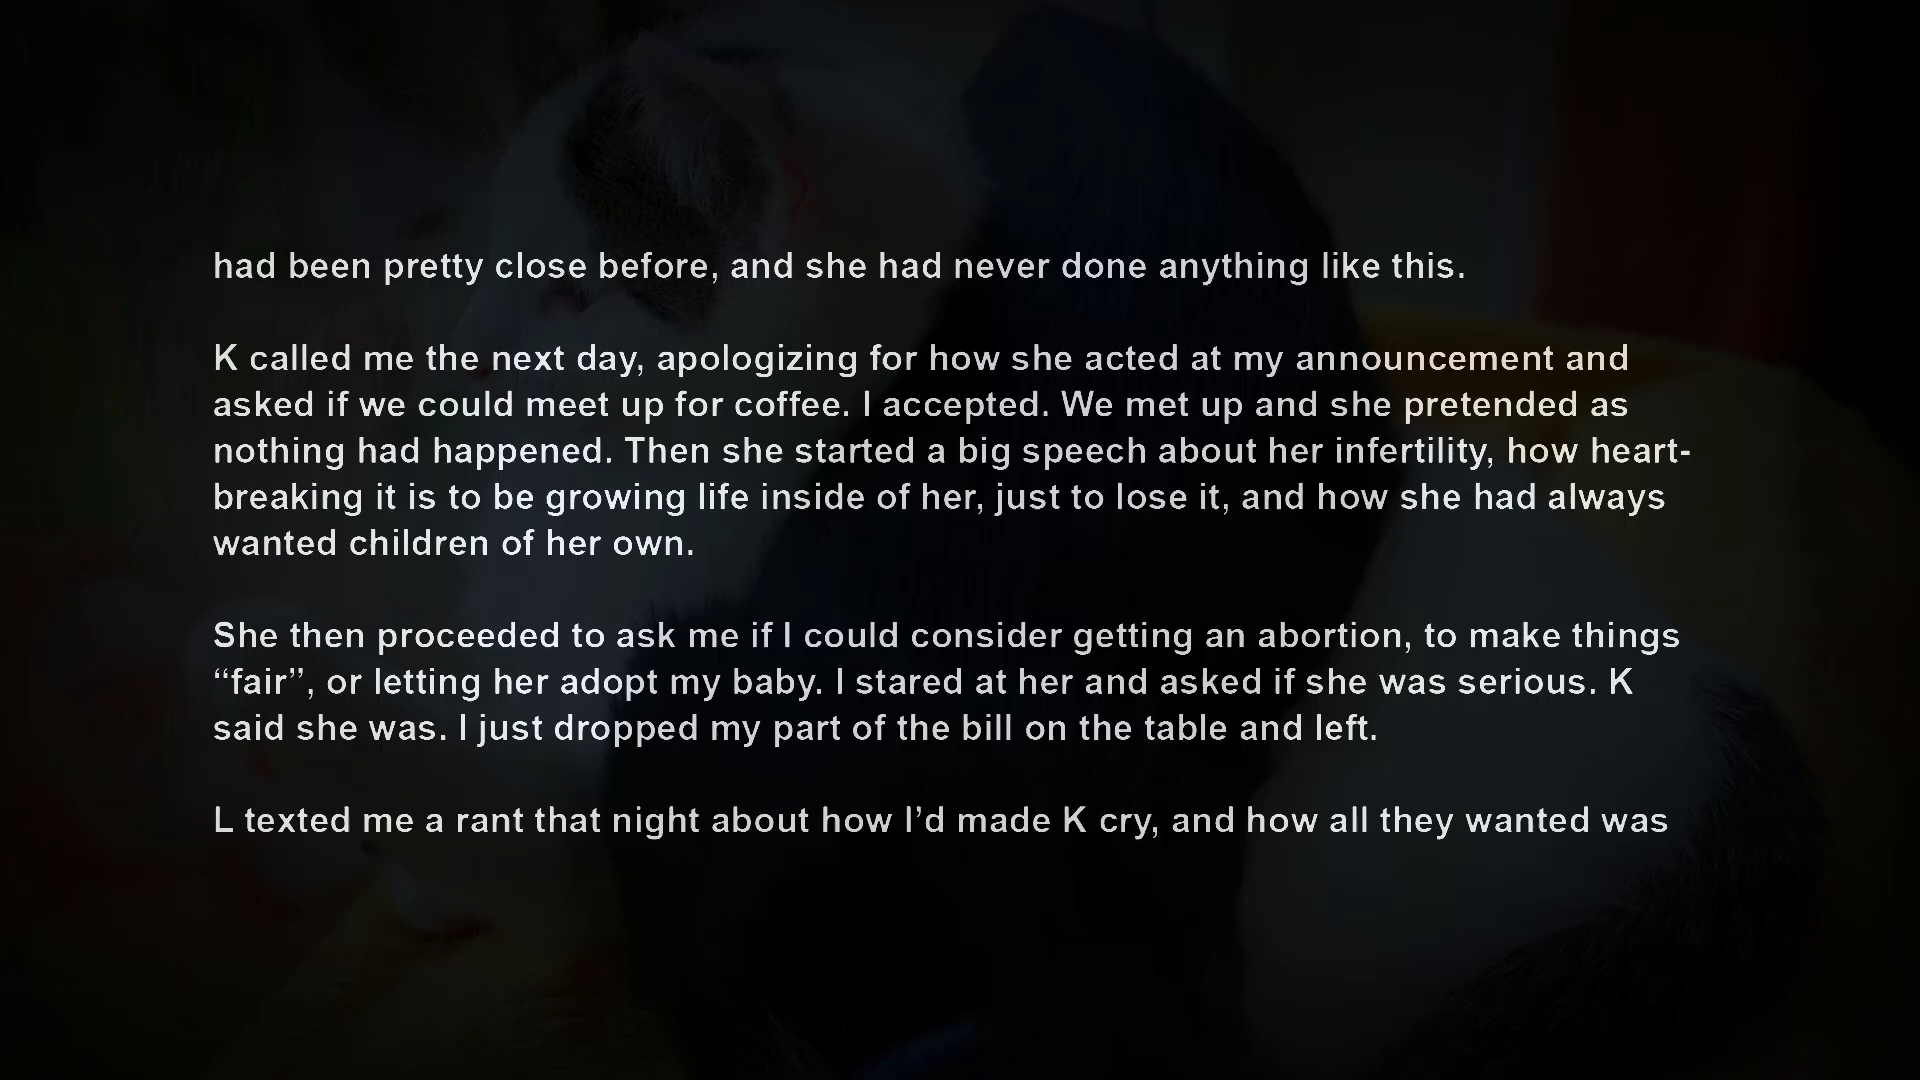 had been pretty close before, and she had never done anything like this.
K called me the next day, apologizing for how she acted at my announcement and
asked if we could meet up for coffee. I accepted. We met up and she pretended as
nothing had happened. Then she started a big speech about her infertility, how heart-
breaking it is to be growing life inside of her, just to lose it, and how she had always
wanted children of her own.
She then proceeded to ask me if I could consider getting an abortion, to make things
“fair”, or letting her adopt my baby. I stared at her and asked if she was serious. K
said she was. I just dropped my part of the bill on the table and left.
L texted me a rant that night about how I’d made K cry, and how all they wanted was